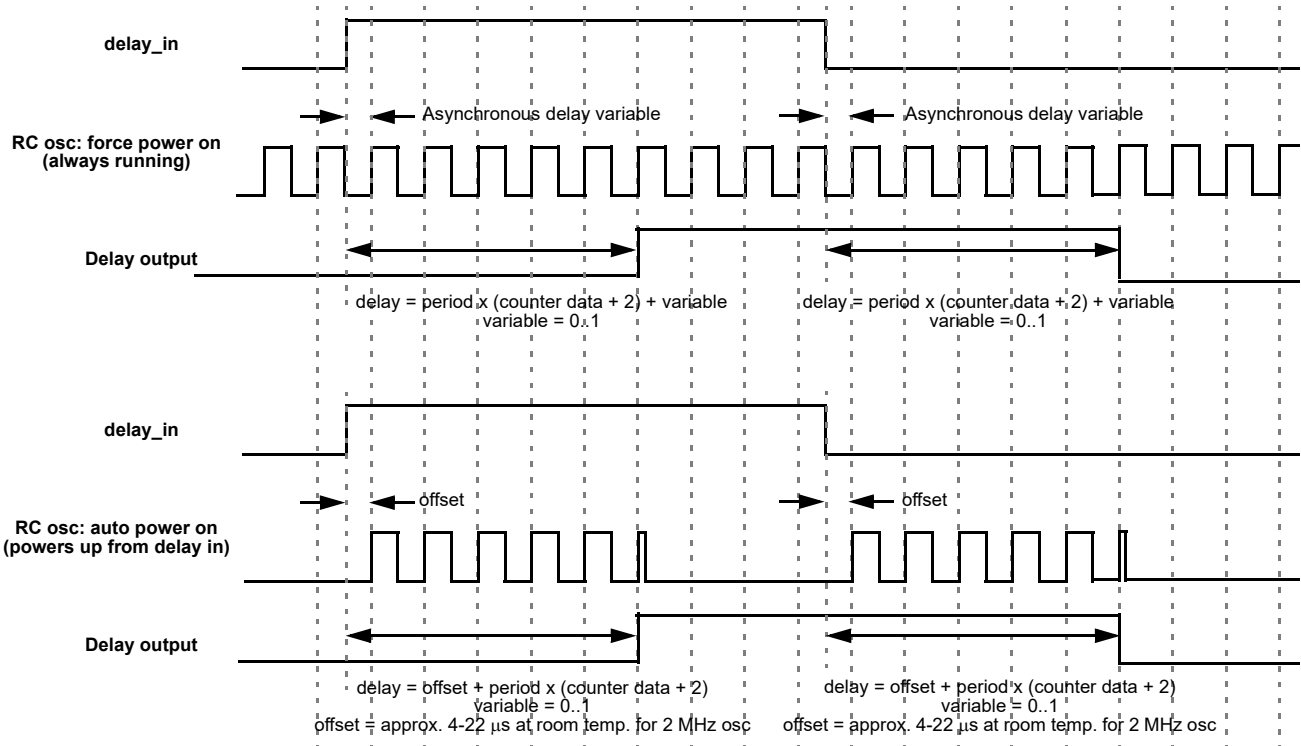 delay_in
Asynchronous delay variable
Asynchronous delay variable
RC osc: force power on
(always running)
Delay output
delay = period x (counter data + 2) + variable
variable = 0..1
delay = period x (counter data + 2) + variable
variable = 0..1
delay_in
offset
offset
RC osc: auto power on
(powers up from delay in)
Delay output
delay = offset + period x (counter data + 2)
variable = 0..1
offset = approx. 4-22 μs at room temp. for 2 MHz osc
delay = offset + period x (counter data + 2)
variable = 0..1
offset = approx. 4-22 μs at room temp. for 2 MHz osc